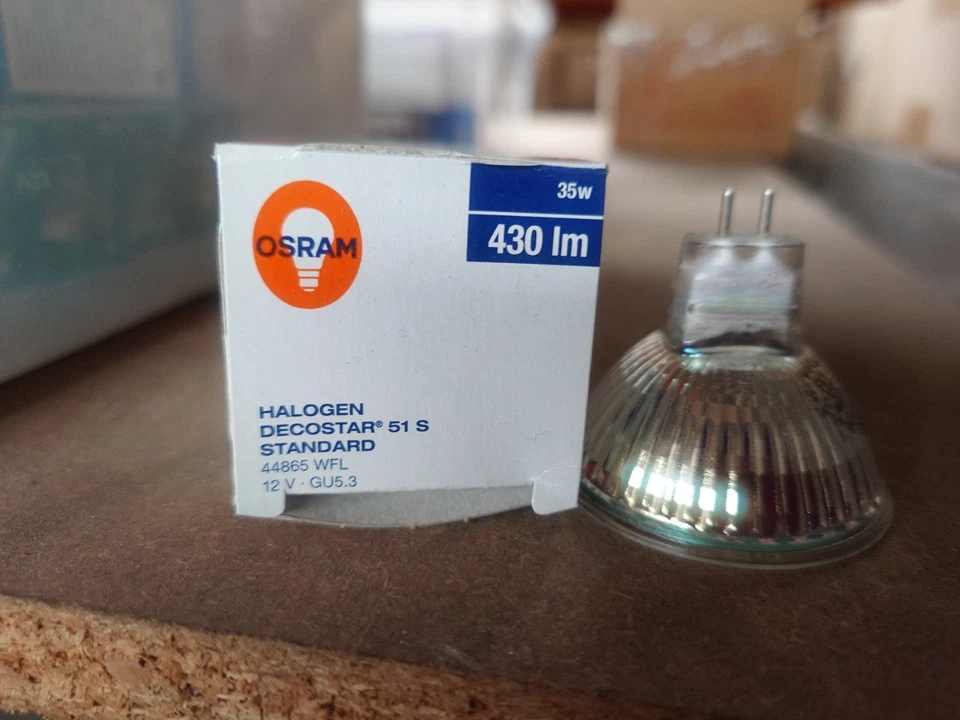 OSRAM
35w
430 lm
HALOGEN
DECOSTAR® 51 S
STANDARD
44865 WFL
12 V · GU5.3